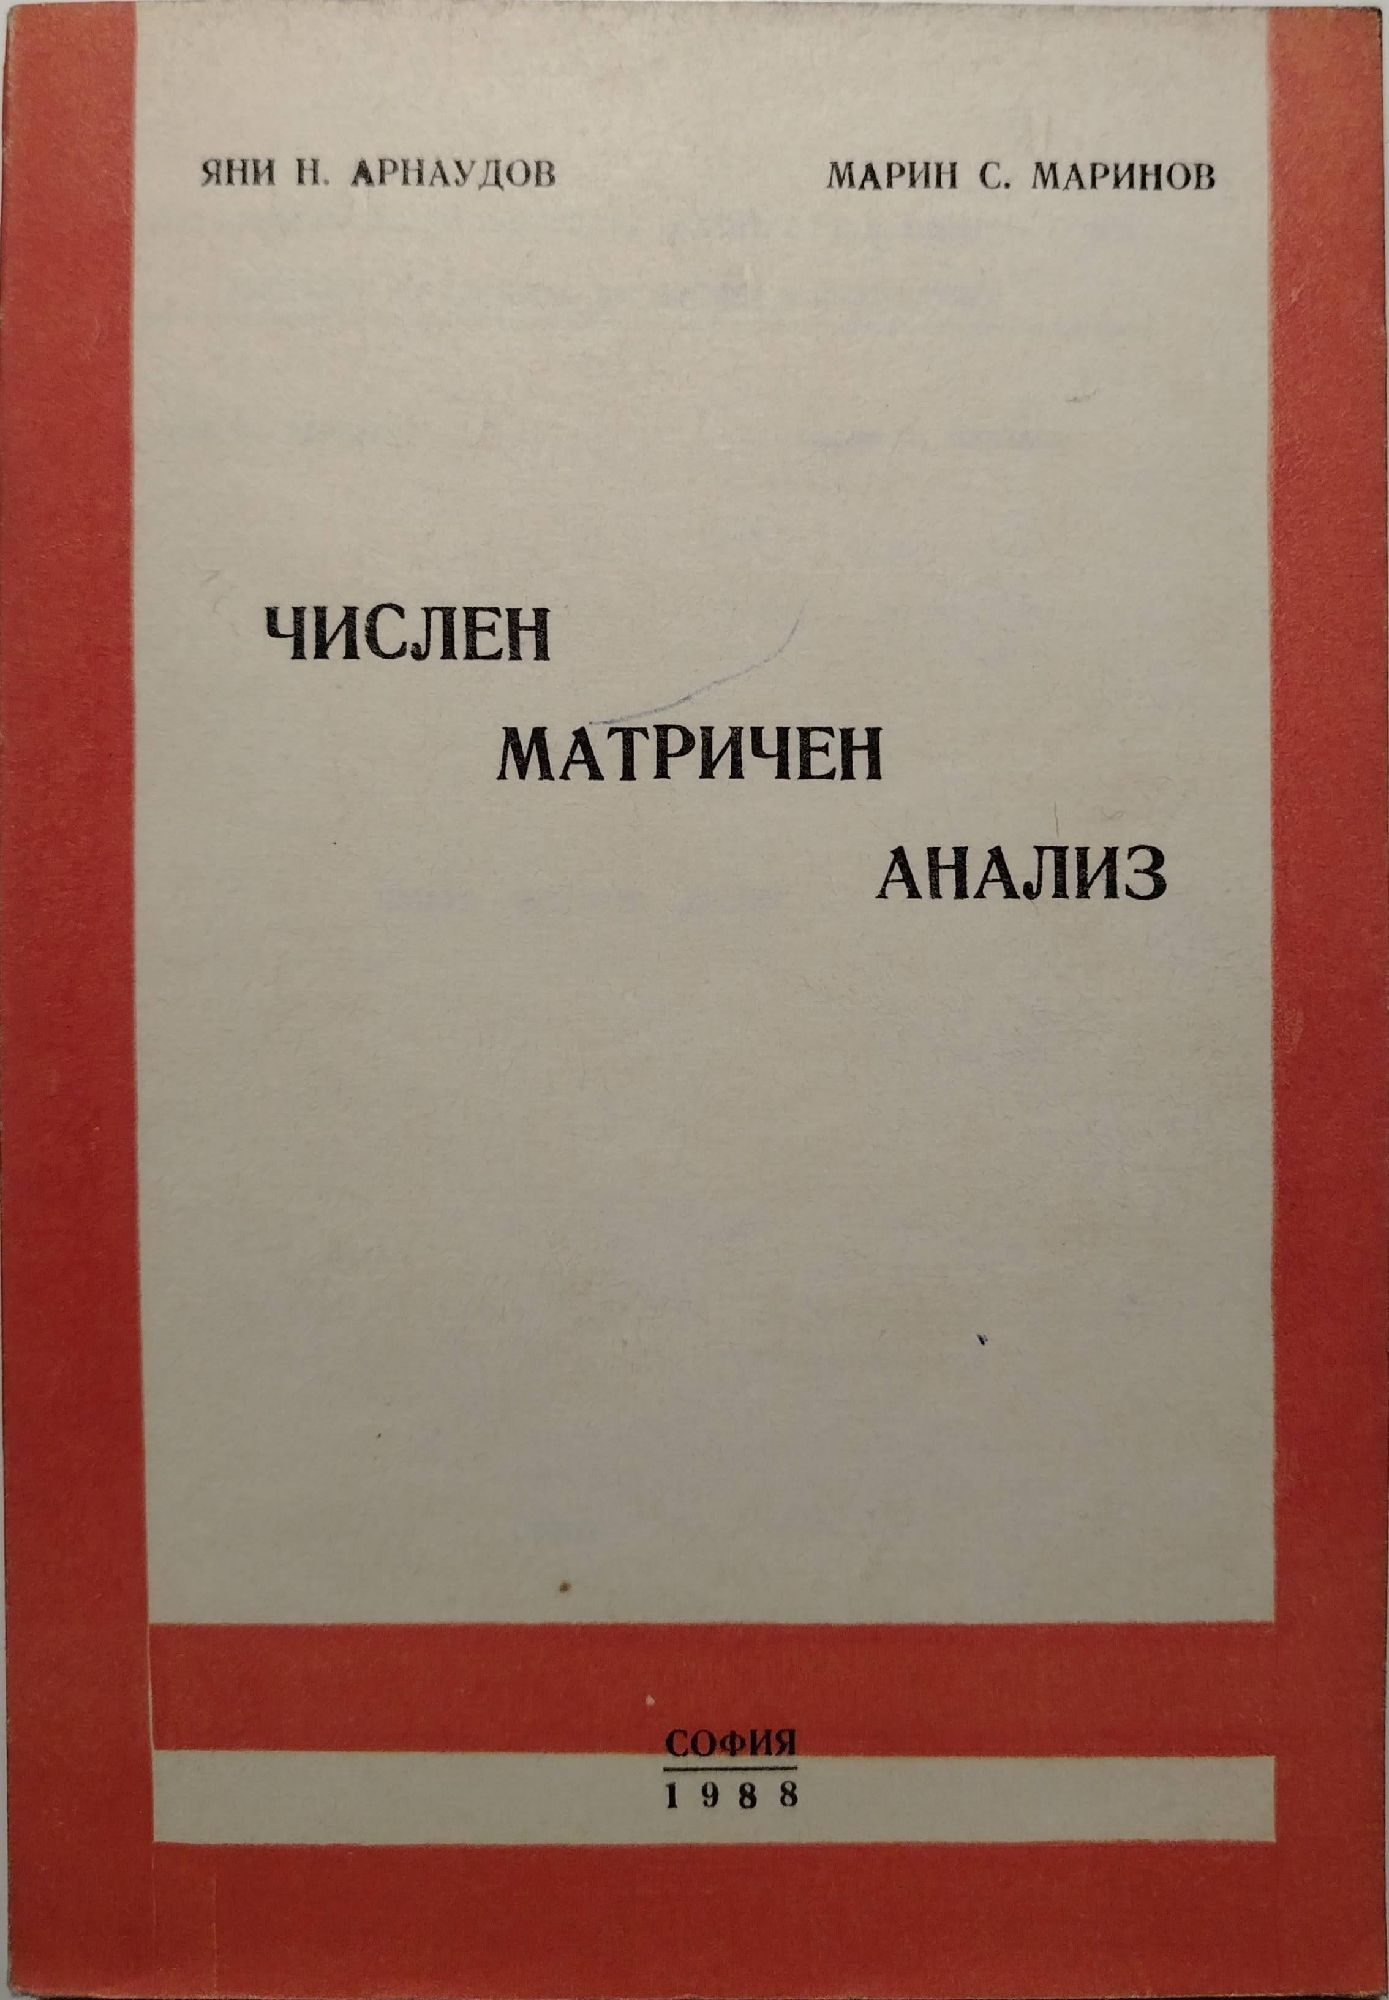 ЯНИ Н. АРНАУДОВ МАРИН С. МАРИНОВ
ЧИСЛЕН
МАТРИЧЕН
АНАЛИЗ
СОФИЯ
1988